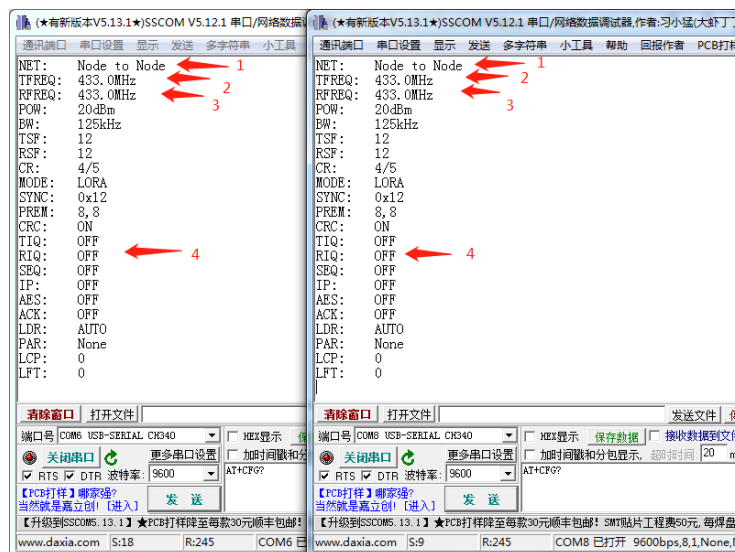 (★有新版本V5.13.1★)SSCOM V5.12.1 串口/网络数据调
通讯端口 串口设置 显示 发送 多字符串 小工具
NET: Node to Node 1
TFREQ: 433.0MHz 2
RFREQ: 433.0MHz 3
POW: 20dBm
BW: 125kHz
TSF: 12
RSF: 12
CR: 4/5
MODE: LORA
SYNC: 0x12
PREM: 8,8
CRC: ON
TIQ: OFF
RIQ: OFF 4
SEQ: OFF
IP: OFF
AES: OFF
ACK: OFF
LDR: AUTO
PAR: None
LCP: 0
LFT: 0
清除窗口 打开文件
端口号 COM6 USB-SERIAL CH340 HEX显示
关闭串口 更多串口设置 加时间戳和分
RTS DTR 波特率: 9600 AT+CFG?
【PCB打样】哪家强?
当然就是嘉立创! [进入] 发 送
【升级到SSCOM5.13.1】★PCB打样降至每款30元顺丰包邮!
www.daxia.com S:18 R:245 COM6 已
(★有新版本V5.13.1★)SSCOM V5.12.1 串口/网络数据调试器,作者:习小猛(大虾丁丁
通讯端口 串口设置 显示 发送 多字符串 小工具 帮助 回报作者 PCB打样
NET: Node to Node 1
TFREQ: 433.0MHz 2
RFREQ: 433.0MHz 3
POW: 20dBm
BW: 125kHz
TSF: 12
RSF: 12
CR: 4/5
MODE: LORA
SYNC: 0x12
PREM: 8,8
CRC: ON
TIQ: OFF
RIQ: OFF 4
SEQ: OFF
IP: OFF
AES: OFF
ACK: OFF
LDR: AUTO
PAR: None
LCP: 0
LFT: 0
清除窗口 打开文件 发送文件
端口号 COM8 USB-SERIAL CH340 HEX显示 保存数据 接收数据到文
关闭串口 更多串口设置 加时间戳和分包显示, 超时时间: 20 m
RTS DTR 波特率: 9600 AT+CFG?
【PCB打样】哪家强?
当然就是嘉立创! [进入] 发 送
【升级到SSCOM5.13.1】★PCB打样降至每款30元顺丰包邮! SMT贴片工程费50元, 每焊盘
www.daxia.com S:9 R:245 COM8 已打开 9600bps,8,1,None,